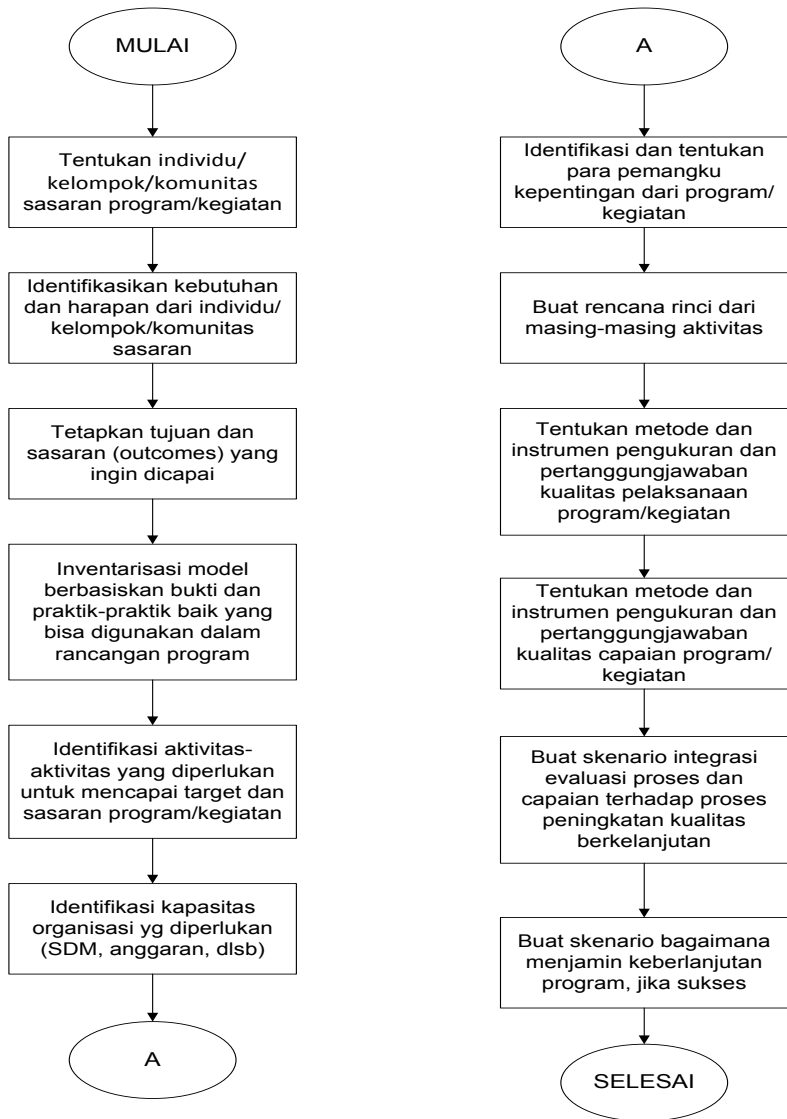 MULAI
Tentukan individu/
kelompok/komunitas
sasaran program/kegiatan
Identifikasikan kebutuhan
dan harapan dari individu/
kelompok/komunitas
sasaran
Tetapkan tujuan dan
sasaran (outcomes) yang
ingin dicapai
Inventarisasi model
berbasiskan bukti dan
praktik-praktik baik yang
bisa digunakan dalam
rancangan program
Identifikasi aktivitas-
aktivitas yang diperlukan
untuk mencapai target dan
sasaran program/kegiatan
Identifikasi kapasitas
organisasi yg diperlukan
(SDM, anggaran, dlsb)
A
A
Identifikasi dan tentukan
para pemangku
kepentingan dari program/
kegiatan
Buat rencana rinci dari
masing-masing aktivitas
Tentukan metode dan
instrumen pengukuran dan
pertanggungjawaban
kualitas pelaksanaan
program/kegiatan
Tentukan metode dan
instrumen pengukuran dan
pertanggungjawaban
kualitas capaian program/
kegiatan
Buat skenario integrasi
evaluasi proses dan
capaian terhadap proses
peningkatan kualitas
berkelanjutan
Buat skenario bagaimana
menjamin keberlanjutan
program, jika sukses
SELESAI